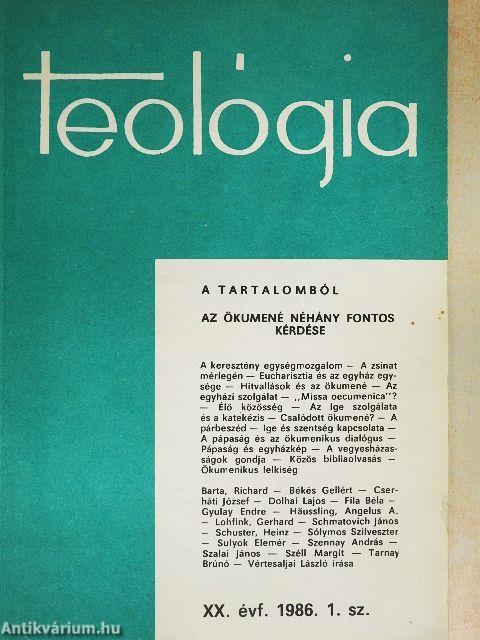 teológia
A TARTALOMBÓL
AZ ÖKUMENÉ NÉHÁNY FONTOS
KÉRDÉSE
A keresztény egységmozgalom — A zsinat
mérlegén — Eucharisztia és az egyház egy-
sége — Hitvallások és az ökumené — Az
egyházi szolgálat — „Missa oecumenica"?
— Élő közösség — Az Ige szolgálata
és a katekézis — Csalódott ökumené? — A
párbeszéd — Ige és szentség kapcsolata —
A pápaság és az ökumenikus dialógus —
Pápaság és egyházkép — A vegyesháza-
sságok gondja — Közös bibliaolvasás —
Ökumenikus lelkiség
Barta, Richard — Békés Gellért — Cser-
háti József — Dolhai Lajos — Fila Béla —
Gyulay Endre — Häussling, Angelus A.
— Lohfink, Gerhard — Schmatovich János
— Schuster, Heinz — Sólymos Szilveszter
— Sulyok Elemér — Szennay András —
Szalai János — Széll Margit — Tarnay
Brúnó — Vértesaljai László írása
XX. évf. 1986. 1. sz.
Antikvárium.hu